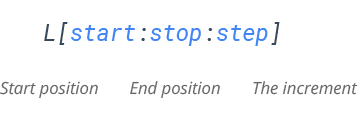 L[start:stop:step]
Start position End position The increment